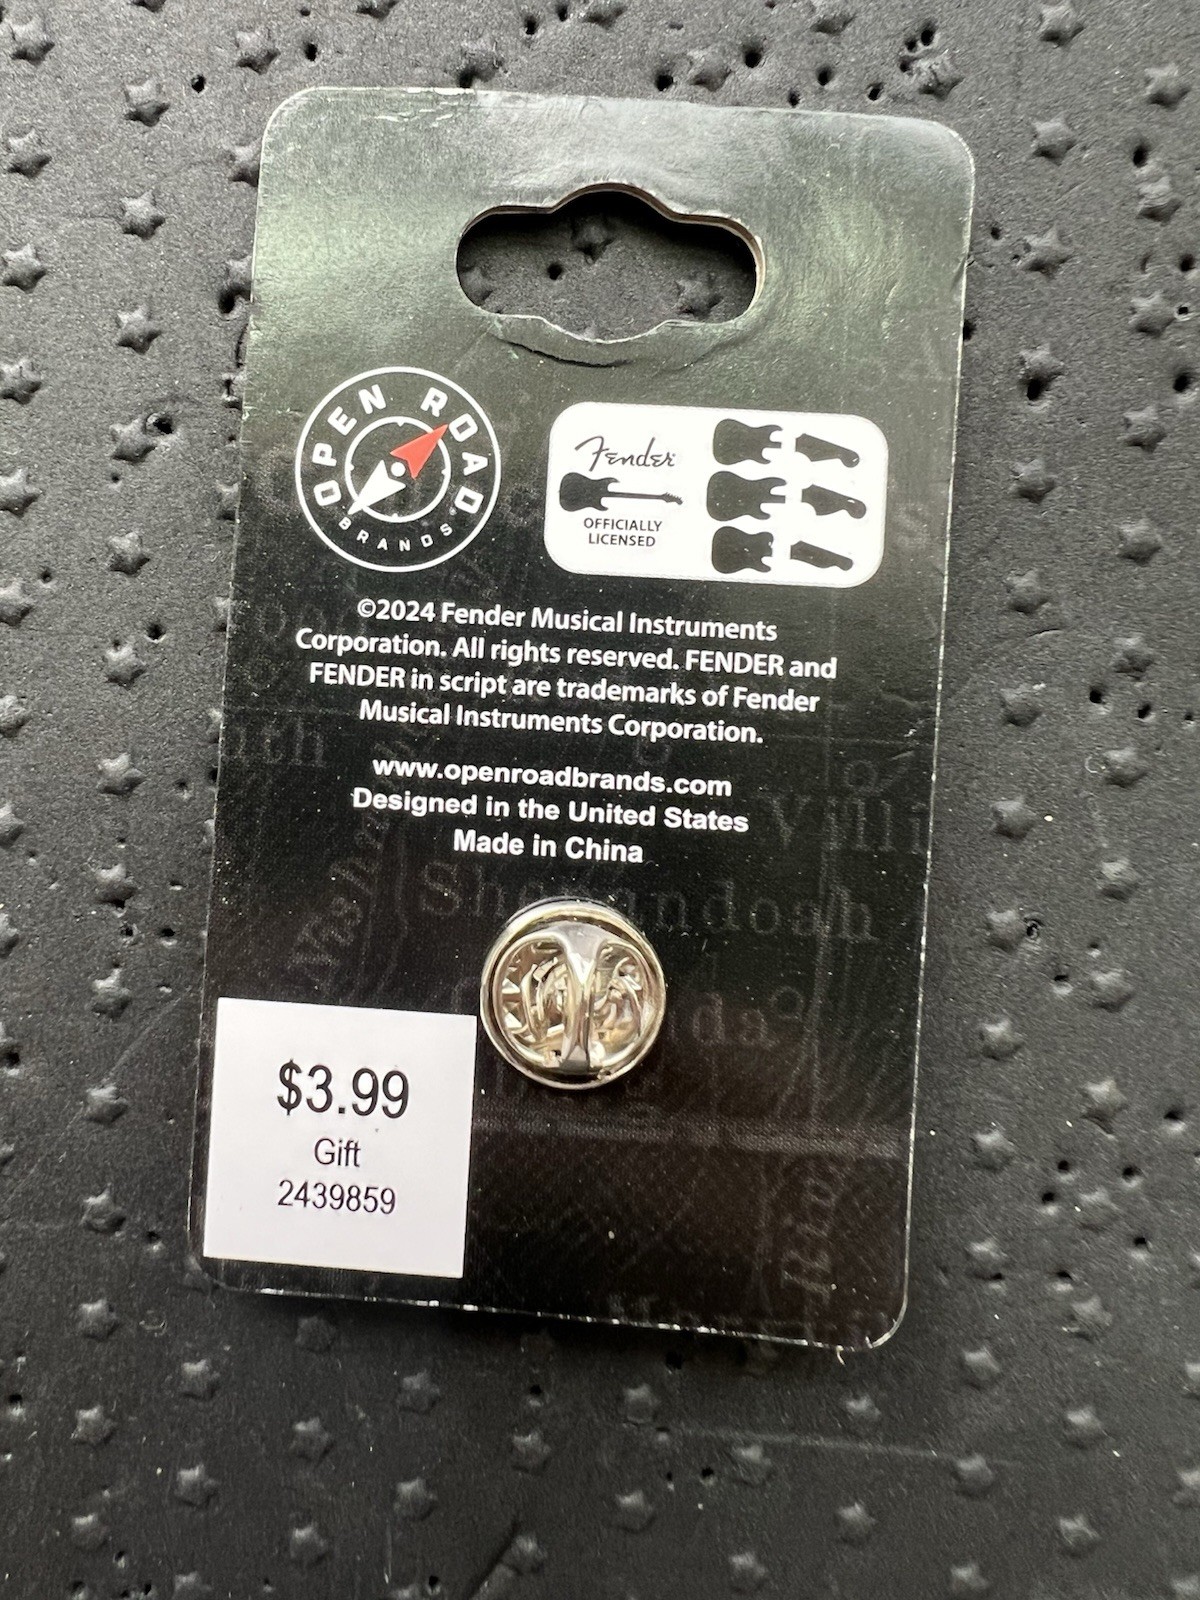 OPEN ROAD
BRANDS
Fender
OFFICIALLY
LICENSED
©2024 Fender Musical Instruments
Corporation. All rights reserved. FENDER and
FENDER in script are trademarks of Fender
Musical Instruments Corporation.
www.openroadbrands.com
Designed in the United States
Made in China
Shenandoah
$3.99
Gift
2439859